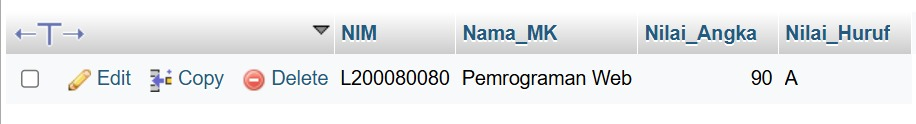 NIM Nama_MK Nilai_Angka Nilai_Huruf
Edit Copy Delete L200080080 Pemrograman Web 90 A